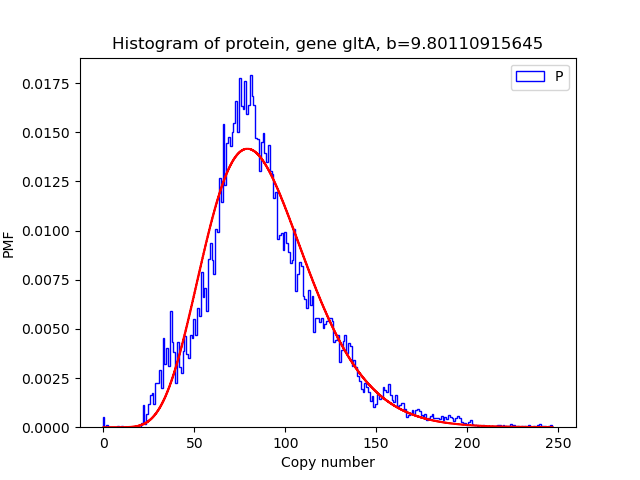 Histogram of protein, gene gltA, b=9.80110915645
P
PMF
0.0175
0.0150
0.0125
0.0100
0.0075
0.0050
0.0025
0.0000
0 50 100 150 200 250
Copy number